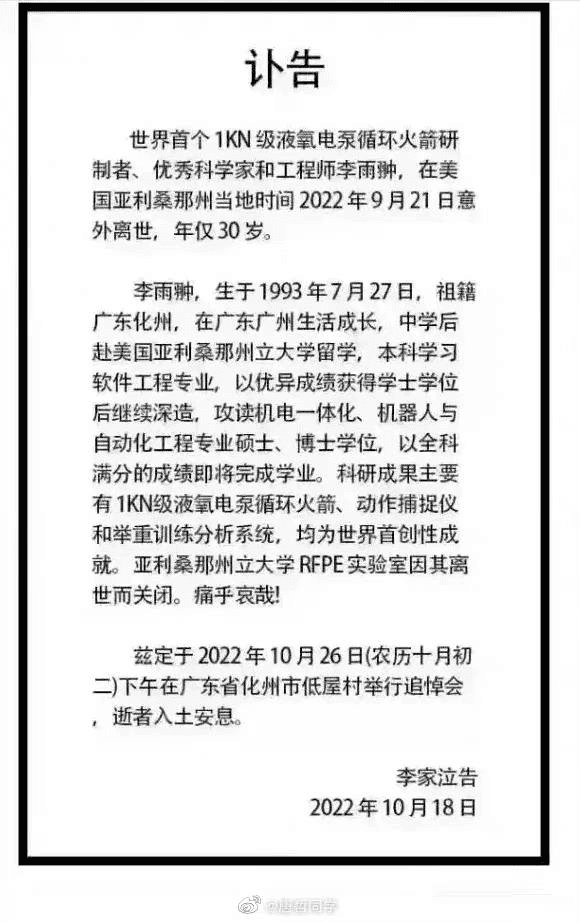 讣告
世界首个 1KN 级液氧电泵循环火箭研
制者、优秀科学家和工程师李雨翀，在美
国亚利桑那州当地时间 2022 年 9 月 21 日意
外离世，年仅 30 岁。
李雨翀，生于 1993 年 7 月 27 日，祖籍
广东化州，在广东广州生活成长，中学后
赴美国亚利桑那州立大学留学，本科学习
软件工程专业，以优异成绩获得学士学位
后继续深造，攻读机电一体化、机器人与
自动化工程专业硕士、博士学位，以全科
满分的成绩即将完成学业。科研成果主要
有 1KN级液氧电泵循环火箭、动作捕捉仪
和举重训练分析系统，均为世界首创性成
就。亚利桑那州立大学 RFPE 实验室因其离
世而关闭。痛乎哀哉!
兹定于 2022 年 10 月 26 日(农历十月初
二)下午在广东省化州市低屋村举行追悼会
，逝者入土安息。
李家泣告
2022 年 10 月 18 日